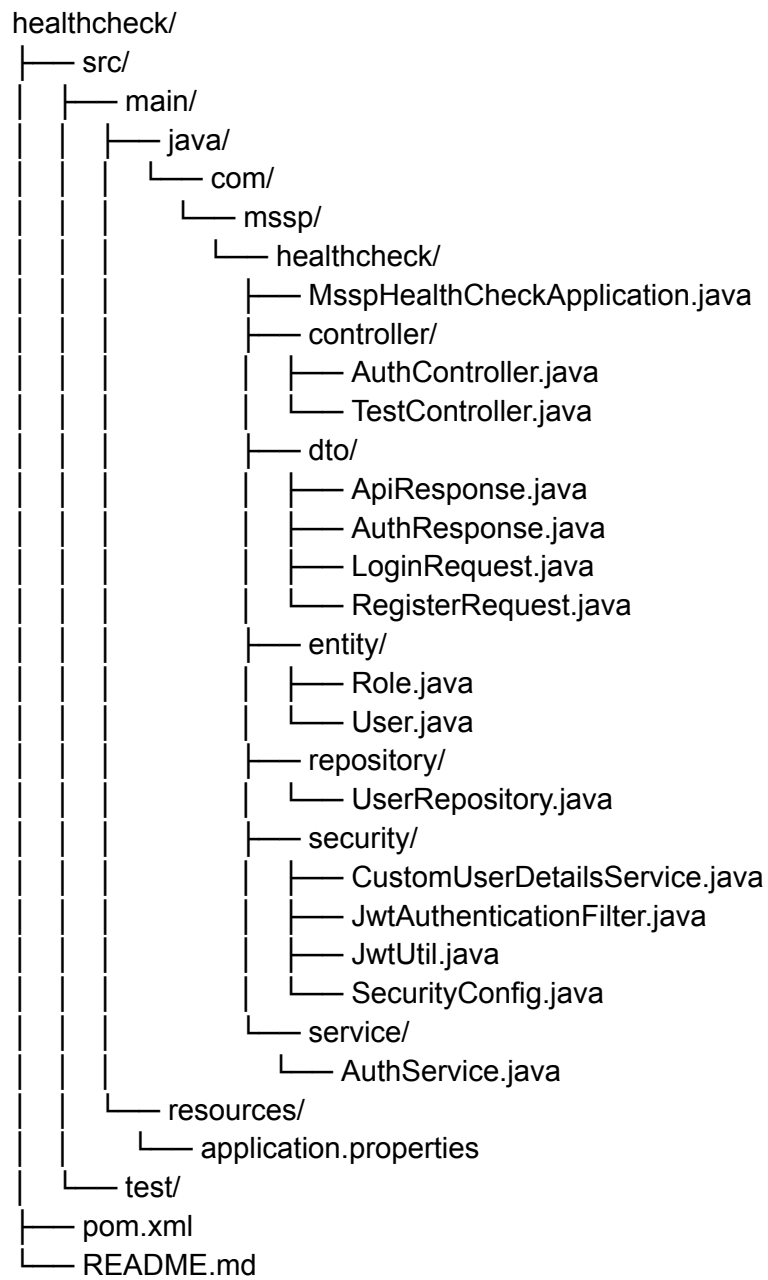 healthcheck/
├── src/
│   ├── main/
│   │   ├── java/
│   │   │   └── com/
│   │   │       └── mssp/
│   │   │           └── healthcheck/
│   │   │               ├── MsspHealthCheckApplication.java
│   │   │               ├── controller/
│   │   │               │   ├── AuthController.java
│   │   │               │   └── TestController.java
│   │   │               ├── dto/
│   │   │               │   ├── ApiResponse.java
│   │   │               │   ├── AuthResponse.java
│   │   │               │   ├── LoginRequest.java
│   │   │               │   └── RegisterRequest.java
│   │   │               ├── entity/
│   │   │               │   ├── Role.java
│   │   │               │   └── User.java
│   │   │               ├── repository/
│   │   │               │   └── UserRepository.java
│   │   │               ├── security/
│   │   │               │   ├── CustomUserDetailsService.java
│   │   │               │   ├── JwtAuthenticationFilter.java
│   │   │               │   ├── JwtUtil.java
│   │   │               │   └── SecurityConfig.java
│   │   │               └── service/
│   │   │                   └── AuthService.java
│   │   └── resources/
│   │       └── application.properties
│   └── test/
├── pom.xml
└── README.md